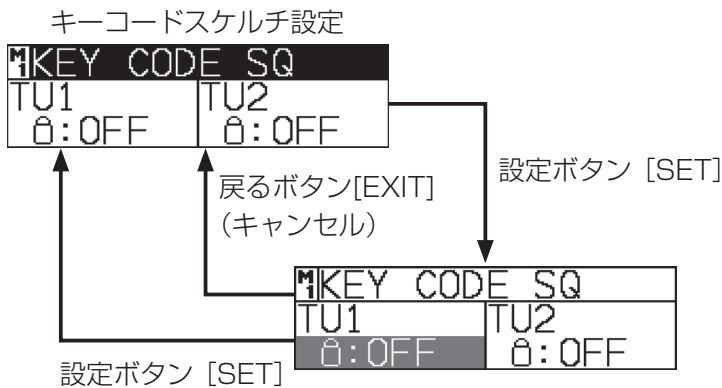 キーコードスケルチ設定
M1 KEY CODE SQ
TU1 TU2
:OFF :OFF
設定ボタン [SET]
戻るボタン[EXIT]
（キャンセル）
M1 KEY CODE SQ
TU1 TU2
:OFF :OFF
設定ボタン [SET]